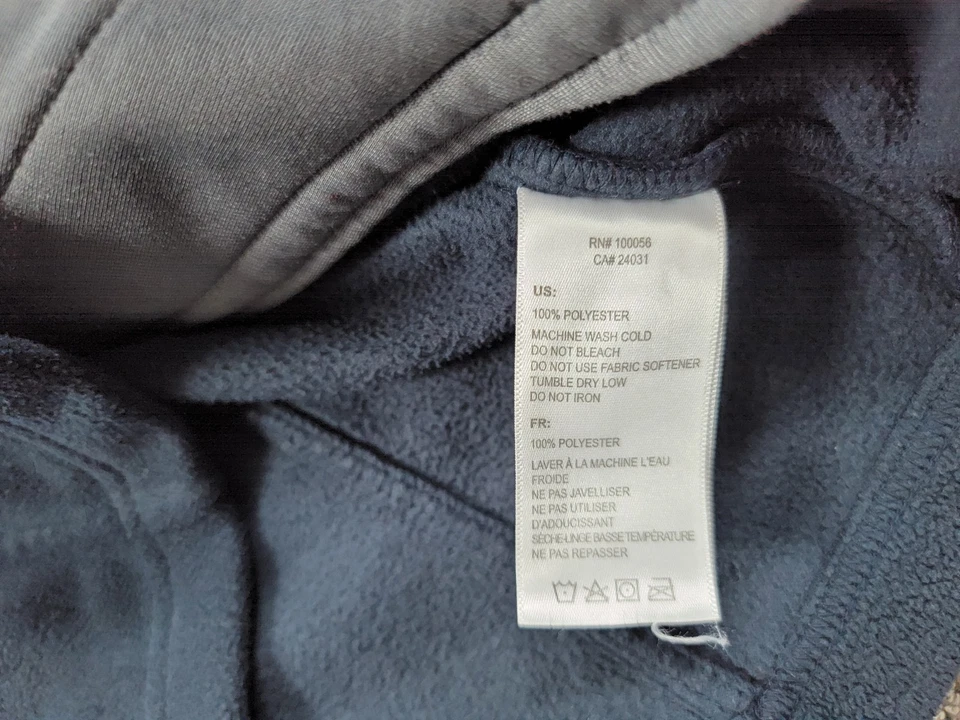 RN# 100056
CA# 24031
US:
100% POLYESTER
MACHINE WASH COLD
DO NOT BLEACH
DO NOT USE FABRIC SOFTENER
TUMBLE DRY LOW
DO NOT IRON
FR:
100% POLYESTER
LAVER À LA MACHINE L'EAU
FROIDE
NE PAS JAVELLISER
NE PAS UTILISER
D'ADOUCISSANT
SÈCHE-LINGE BASSE TEMPÉRATURE
NE PAS REPASSER